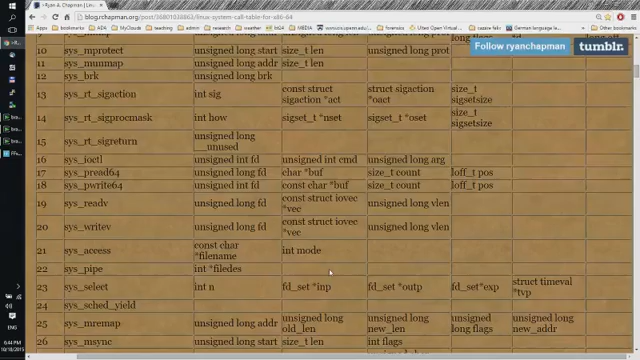 Ryan A. Chapman
blog.rchapman.org/post/36801038863/linux-system-call-table-for-x86-64
Follow ryanchapman
tumblr.
10 sys_mprotect unsigned long start size_t len unsigned long prot
11 sys_munmap unsigned long addr size_t len
12 sys_brk unsigned long brk
13 sys_rt_sigaction int sig const struct sigaction *act struct sigaction *oact size_t sigsetsize
14 sys_rt_sigprocmask int how sigset_t *nset sigset_t *oset size_t sigsetsize
15 sys_rt_sigreturn unsigned long __unused
16 sys_ioctl unsigned int fd unsigned int cmd unsigned long arg
17 sys_pread64 unsigned long fd char *buf size_t count loff_t pos
18 sys_pwrite64 unsigned int fd const char *buf size_t count loff_t pos
19 sys_readv unsigned long fd const struct iovec *vec unsigned long vlen
20 sys_writev unsigned long fd const struct iovec *vec unsigned long vlen
21 sys_access const char *filename int mode
22 sys_pipe int *filedes
23 sys_select int n fd_set *inp fd_set *outp fd_set*exp struct timeval *tvp
24 sys_sched_yield
25 sys_mremap unsigned long addr unsigned long old_len unsigned long new_len unsigned long flags unsigned long new_addr
26 sys_msync unsigned long start size_t len int flags
6:44 PM
10/18/2015